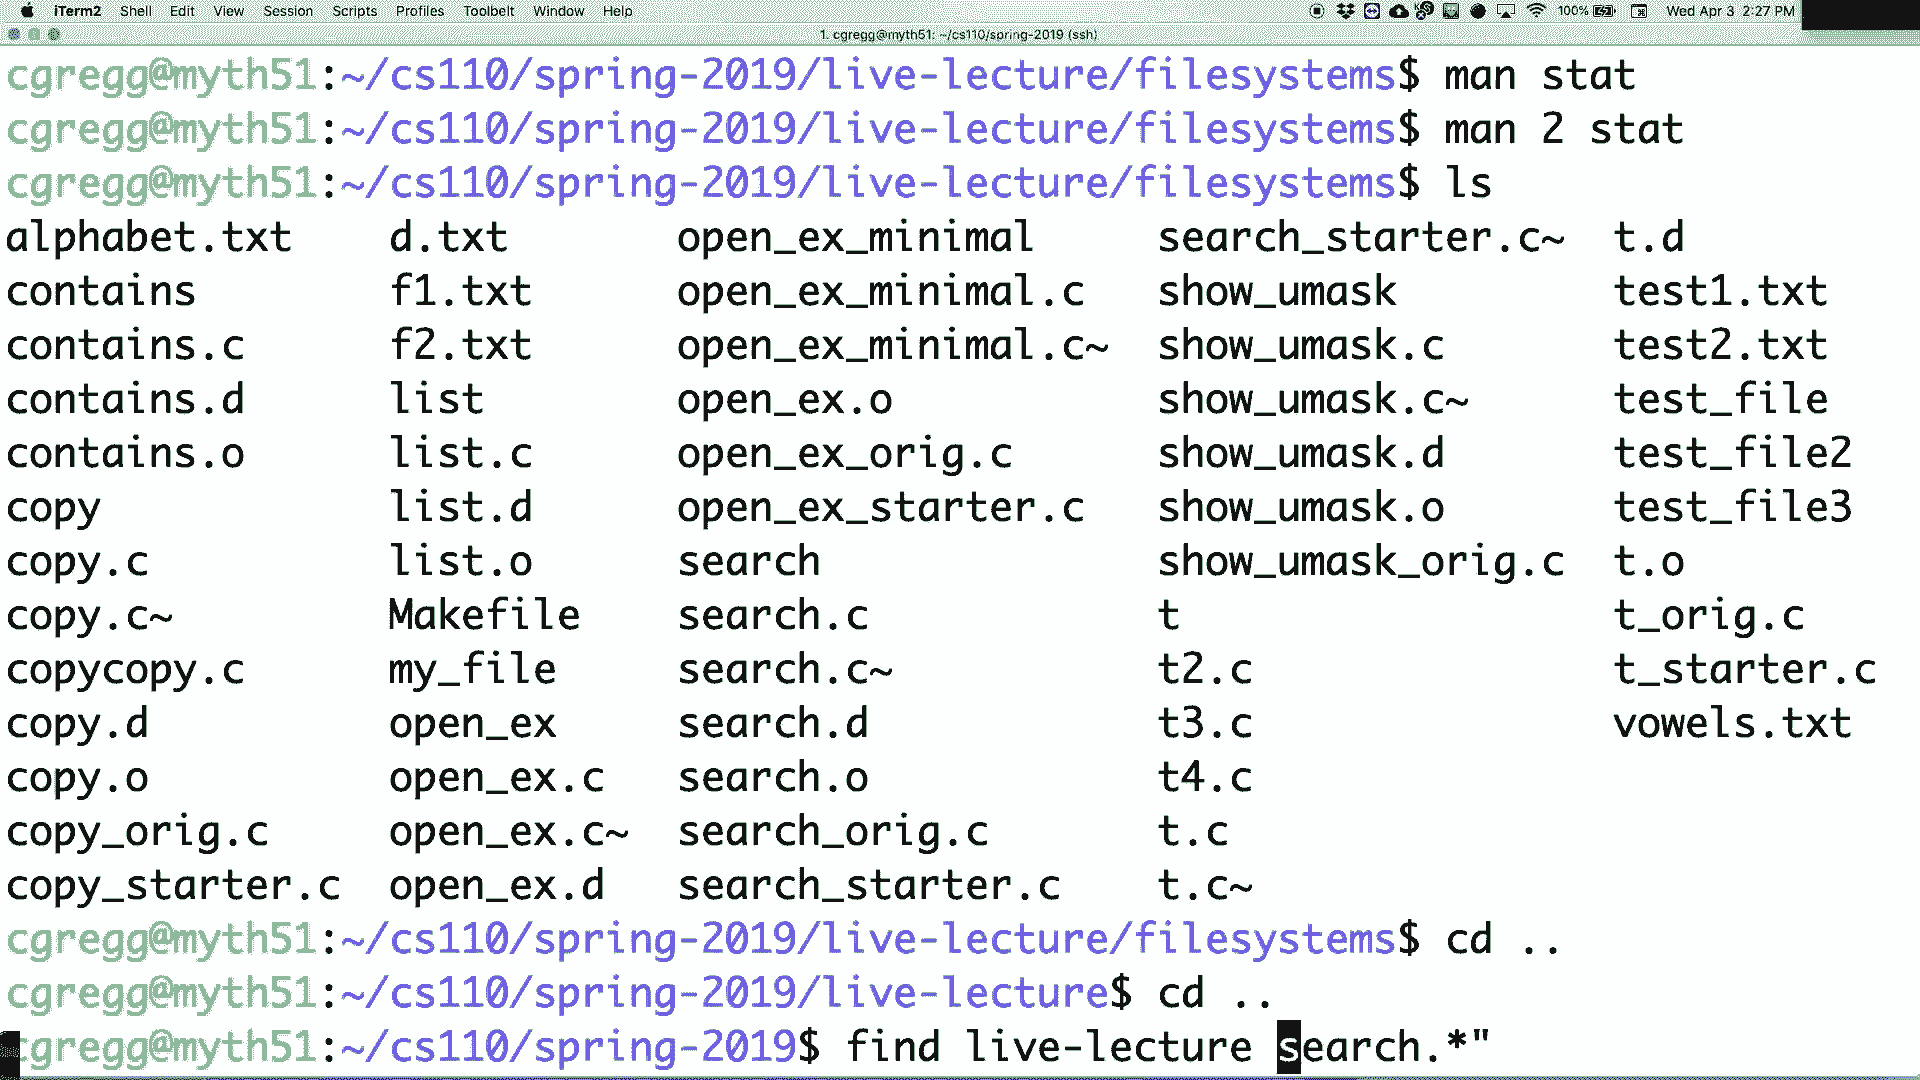 iTerm2 Shell Edit View Session Scripts Profiles Toolbelt Window Help 100% Wed Apr 3 2:27 PM
1. cgregg@myth51: ~/cs110/spring-2019 (ssh)
cgregg@myth51:~/cs110/spring-2019/live-lecture/filesystems$ man stat
cgregg@myth51:~/cs110/spring-2019/live-lecture/filesystems$ man 2 stat
cgregg@myth51:~/cs110/spring-2019/live-lecture/filesystems$ ls
alphabet.txt d.txt open_ex_minimal search_starter.c~ t.d
contains f1.txt open_ex_minimal.c show_umask test1.txt
contains.c f2.txt open_ex_minimal.c~ show_umask.c test2.txt
contains.d list open_ex.o show_umask.c~ test_file
contains.o list.c open_ex_orig.c show_umask.d test_file2
copy list.d open_ex_starter.c show_umask.o test_file3
copy.c list.o search show_umask_orig.c t.o
copy.c~ Makefile search.c t t_orig.c
copycopy.c my_file search.c~ t2.c t_starter.c
copy.d open_ex search.d t3.c vowels.txt
copy.o open_ex.c search.o t4.c
copy_orig.c open_ex.c~ search_orig.c t.c
copy_starter.c open_ex.d search_starter.c t.c~
cgregg@myth51:~/cs110/spring-2019/live-lecture/filesystems$ cd ..
cgregg@myth51:~/cs110/spring-2019/live-lecture$ cd ..
cgregg@myth51:~/cs110/spring-2019$ find live-lecture search.*"